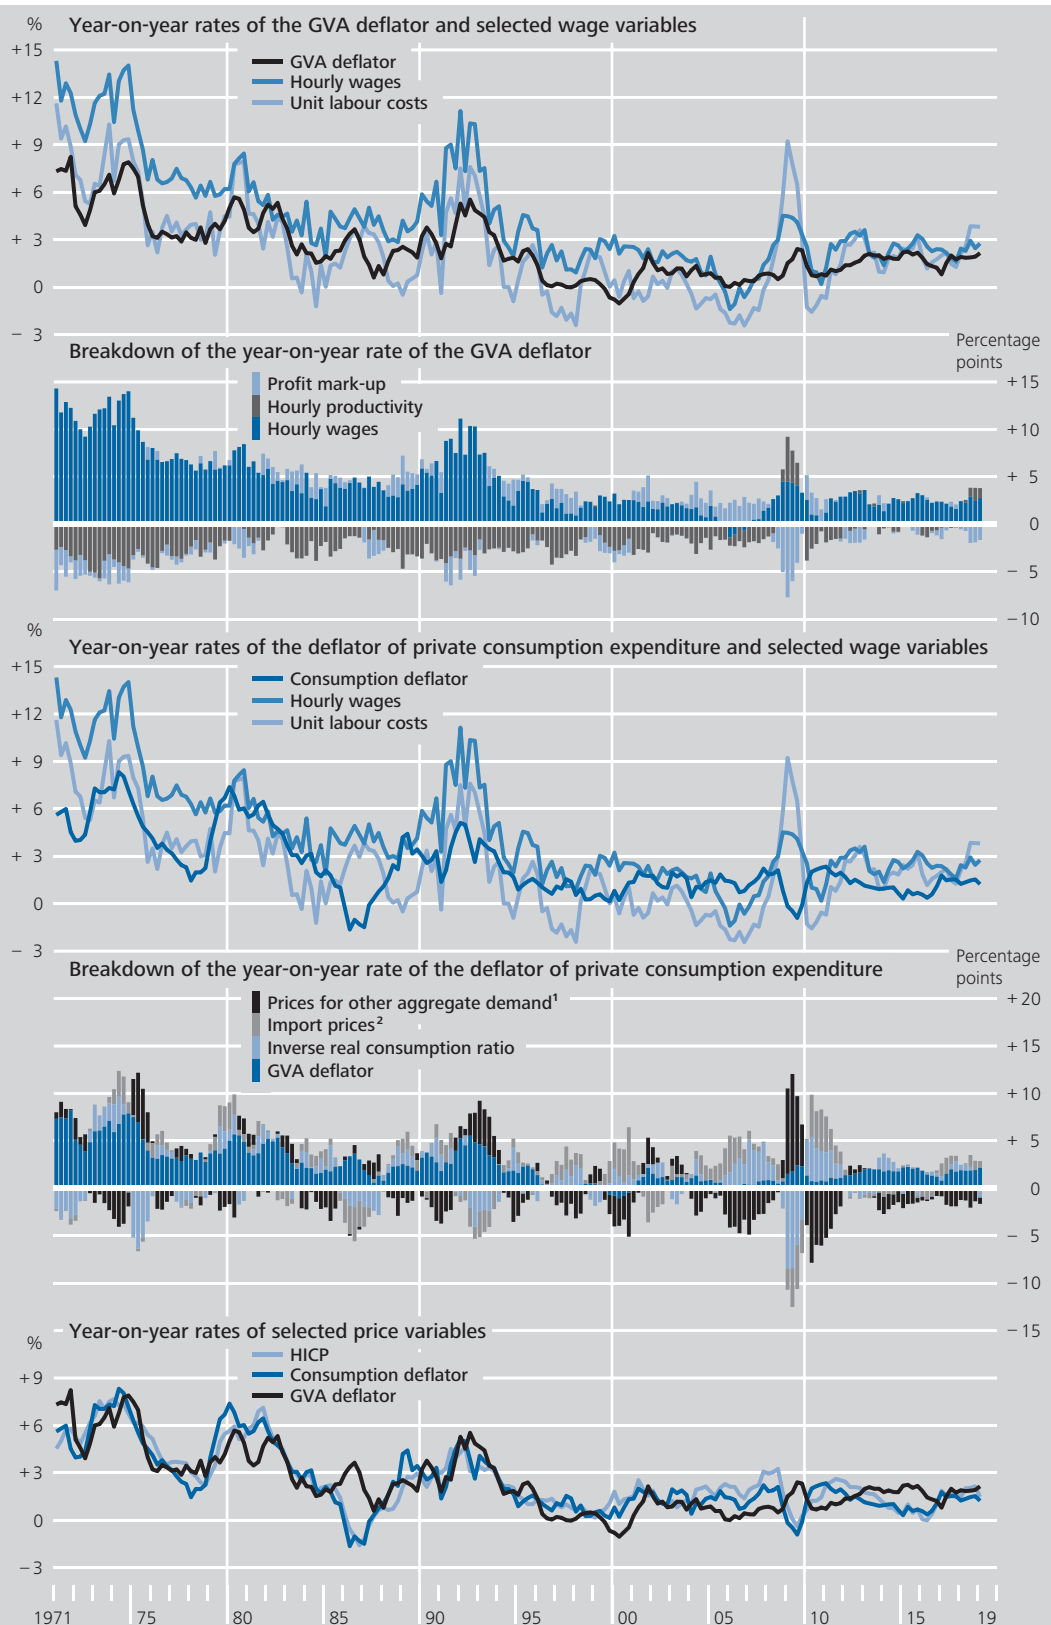 %
Year-on-year rates of the GVA deflator and selected wage variables
+15
GVA deflator
Hourly wages
Unit labour costs
+12
+ 9
+ 6
+ 3
0
− 3
Breakdown of the year-on-year rate of the GVA deflator
Percentage
points
Profit mark-up
Hourly productivity
Hourly wages
+15
+10
+ 5
0
− 5
−10
%
Year-on-year rates of the deflator of private consumption expenditure and selected wage variables
+15
Consumption deflator
Hourly wages
Unit labour costs
+12
+ 9
+ 6
+ 3
0
− 3
Breakdown of the year-on-year rate of the deflator of private consumption expenditure
Percentage
points
Prices for other aggregate demand¹
Import prices²
Inverse real consumption ratio
GVA deflator
+20
+15
+10
+ 5
0
− 5
−10
−15
%
Year-on-year rates of selected price variables
HICP
Consumption deflator
GVA deflator
+9
+6
+3
0
−3
1971 75 80 85 90 95 00 05 10 15 19